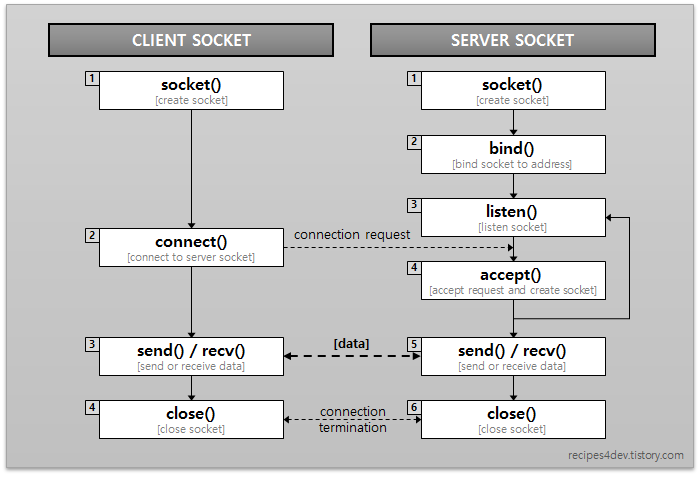 CLIENT SOCKET
SERVER SOCKET
1
socket()
[create socket]
1
socket()
[create socket]
2
bind()
[bind socket to address]
3
listen()
[listen socket]
2
connect()
[connect to server socket]
connection request
4
accept()
[accept request and create socket]
3
send() / recv()
[send or receive data]
[data]
5
send() / recv()
[send or receive data]
4
close()
[close socket]
connection
termination
6
close()
[close socket]
recipes4dev.tistory.com